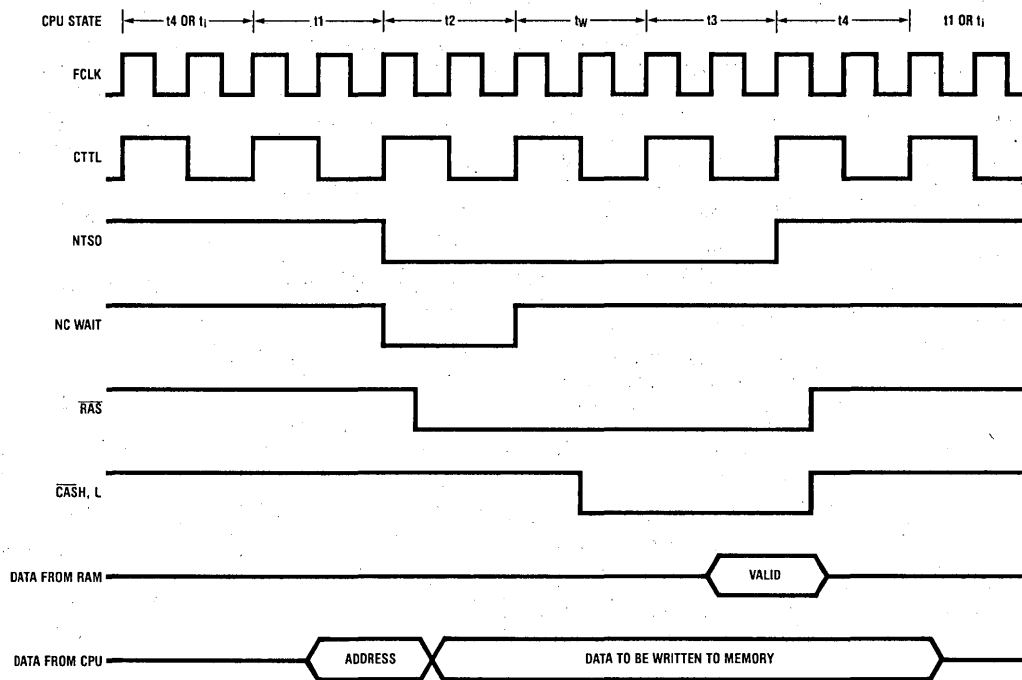 CPU STATE t4 OR ti t1 t2 tw t3 t4 t1 OR ti
FCLK
CTTL
NTSO
NC WAIT
RAS
CASH, L
DATA FROM RAM VALID
DATA FROM CPU ADDRESS DATA TO BE WRITTEN TO MEMORY